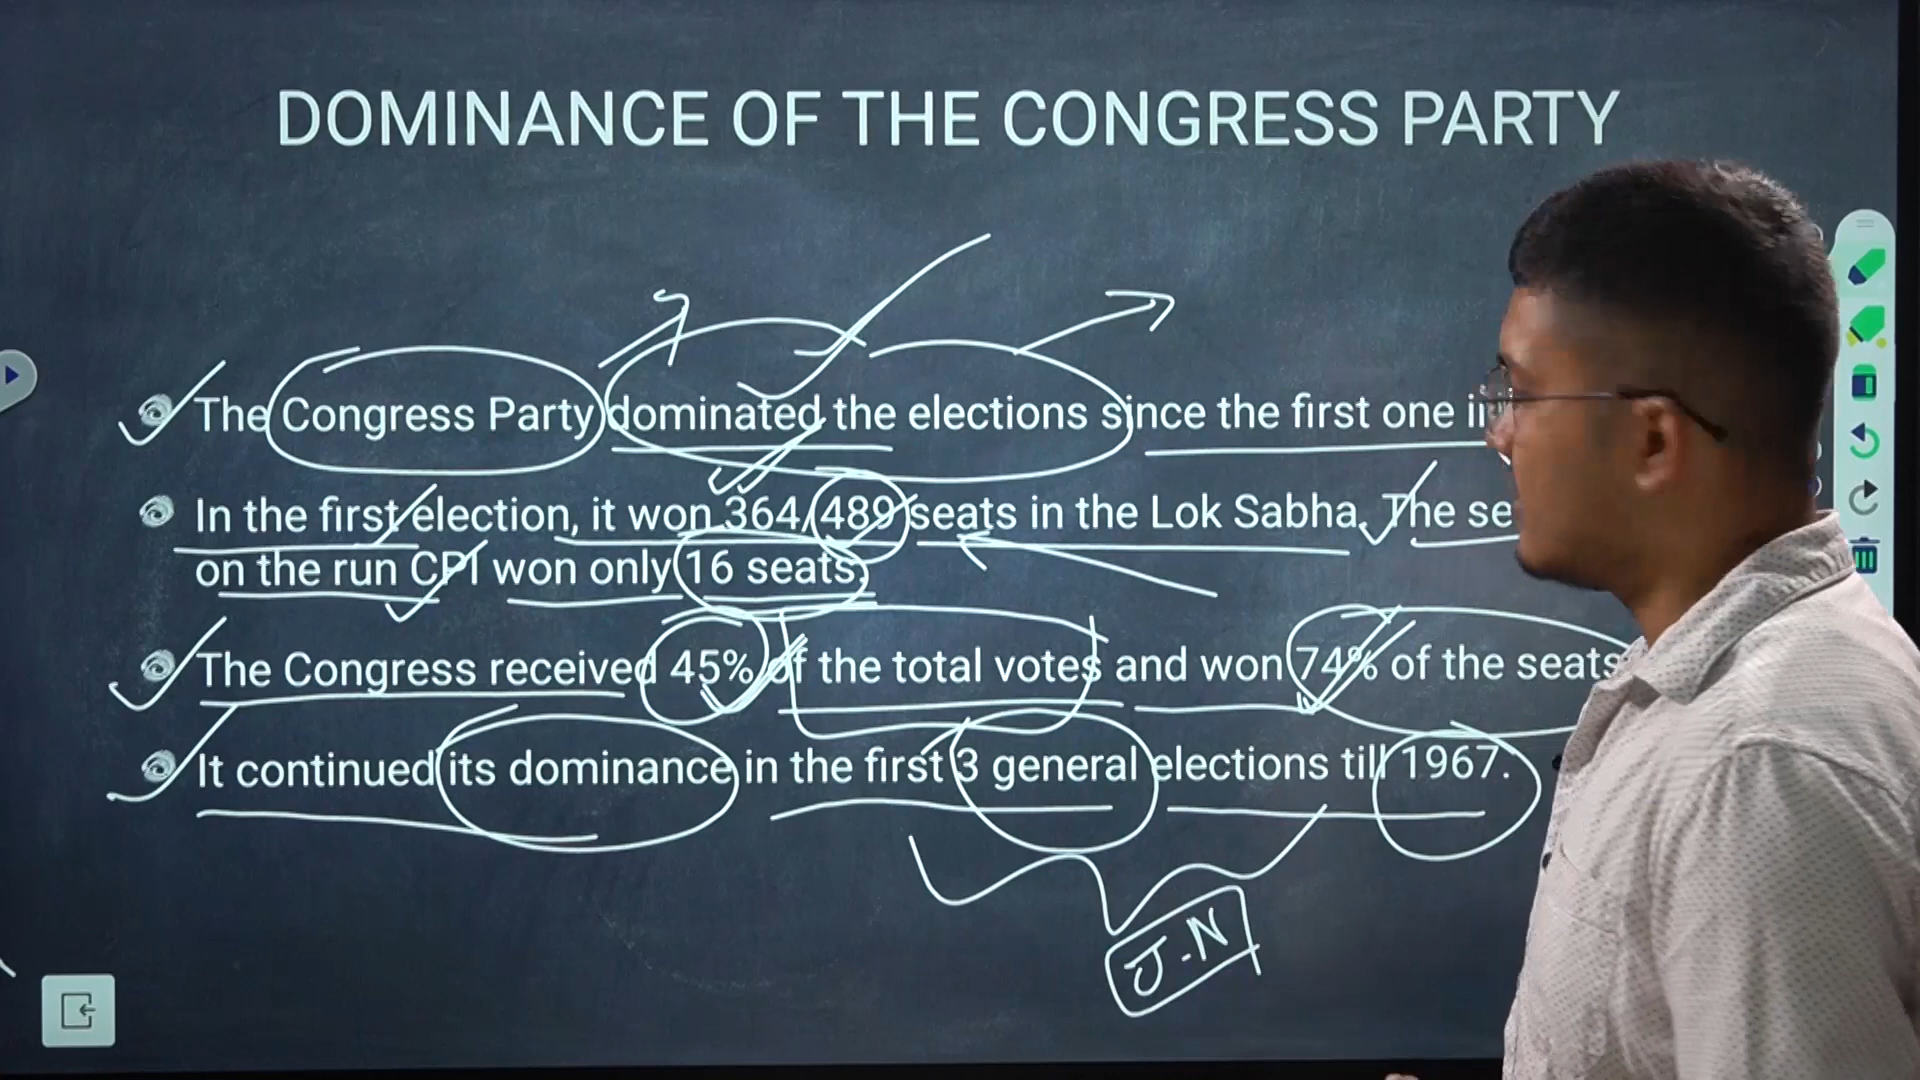 DOMINANCE OF THE CONGRESS PARTY
The Congress Party dominated the elections since the first one
In the first election, it won 364/489 seats in the Lok Sabha. The
on the run CPI won only 16 seats.
The Congress received 45% of the total votes and won 74% of the seats
It continued its dominance in the first 3 general elections till 1967.
J.N